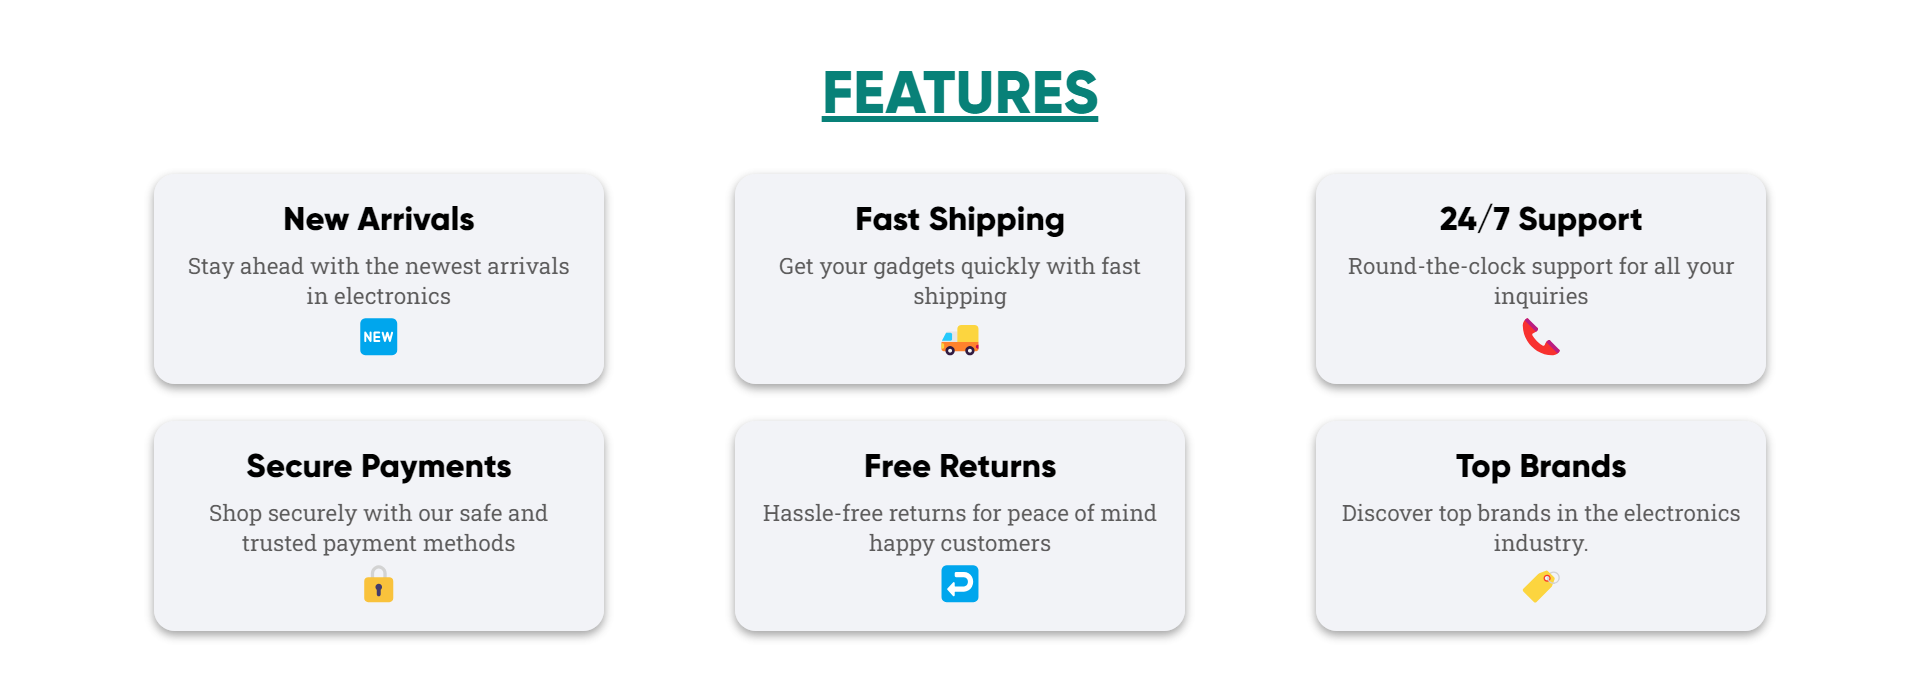 FEATURES
New Arrivals
Stay ahead with the newest arrivals
in electronics
NEW
Fast Shipping
Get your gadgets quickly with fast
shipping
24/7 Support
Round-the-clock support for all your
inquiries
Secure Payments
Shop securely with our safe and
trusted payment methods
Free Returns
Hassle-free returns for peace of mind
happy customers
Top Brands
Discover top brands in the electronics
industry.